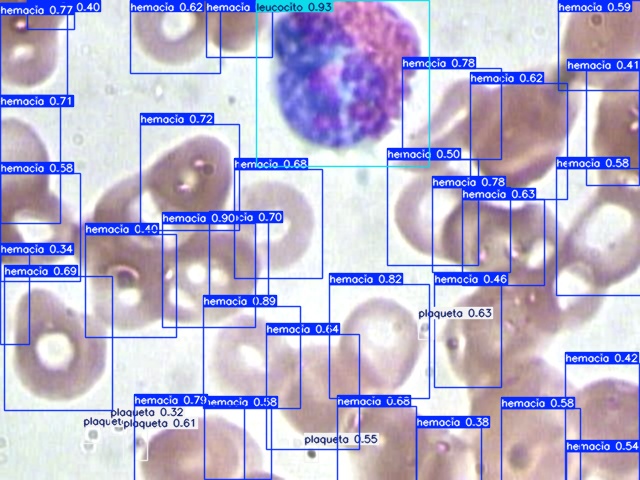 hemacia 0.77
0.40
hemacia 0.62
hemacia
leucocito 0.93
hemacia 0.59
hemacia 0.78
hemacia 0.41
hemacia 0.62
hemacia 0.71
hemacia 0.72
hemacia 0.50
hemacia 0.58
hemacia 0.68
hemacia 0.58
hemacia 0.78
hemacia 0.63
hemacia 0.90
0.70
hemacia 0.40
hemacia 0.34
hemacia 0.69
hemacia 0.82
hemacia 0.46
hemacia 0.89
plaqueta 0.63
hemacia 0.64
hemacia 0.42
hemacia 0.79
hemacia 0.58
hemacia 0.68
hemacia 0.58
plaqueta 0.32
plaqueta 0.61
hemacia 0.38
plaqueta 0.55
hemacia 0.54